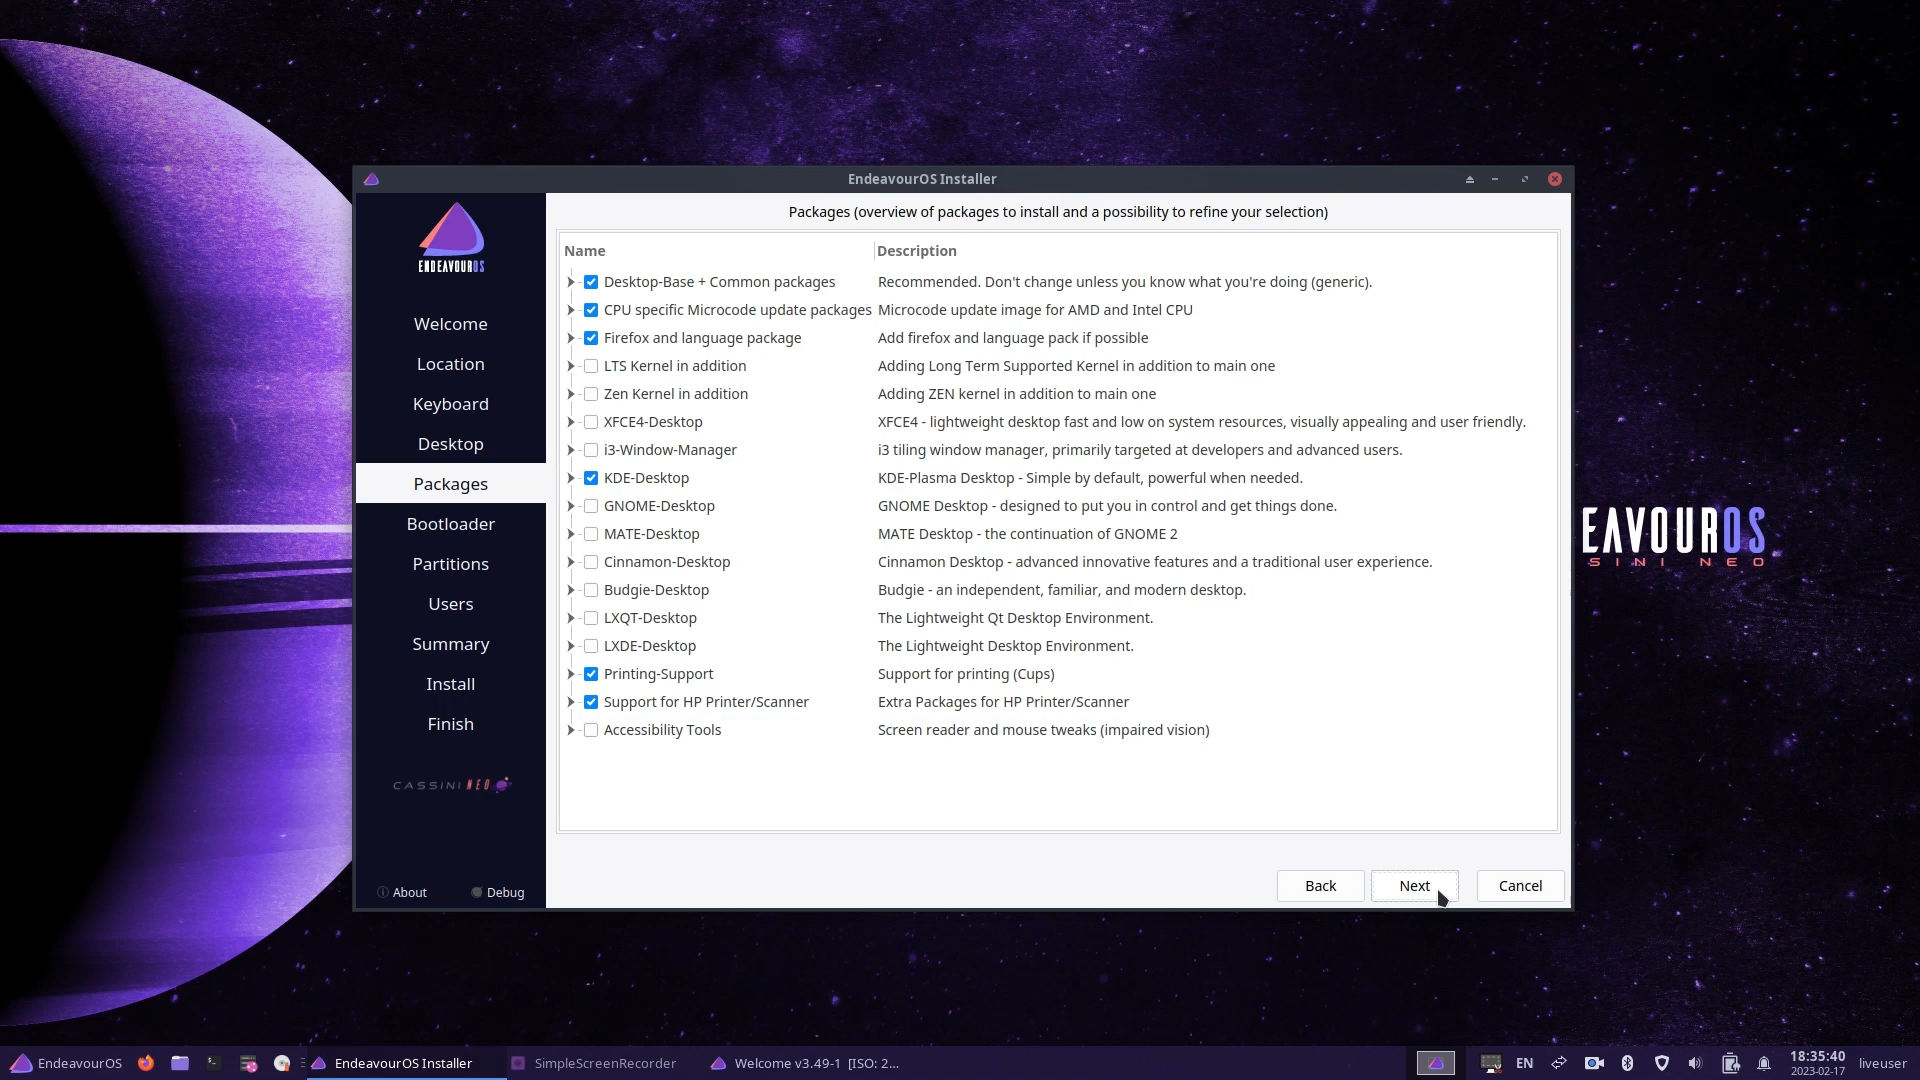 EndeavourOS Installer
ENDEAVOUROS
Welcome
Location
Keyboard
Desktop
Packages
Bootloader
Partitions
Users
Summary
Install
Finish
CASSINI NEO
About
Debug
Packages (overview of packages to install and a possibility to refine your selection)
Name Description
Desktop-Base + Common packages Recommended. Don't change unless you know what you're doing (generic).
CPU specific Microcode update packages Microcode update image for AMD and Intel CPU
Firefox and language package Add firefox and language pack if possible
LTS Kernel in addition Adding Long Term Supported Kernel in addition to main one
Zen Kernel in addition Adding ZEN kernel in addition to main one
XFCE4-Desktop XFCE4 - lightweight desktop fast and low on system resources, visually appealing and user friendly.
i3-Window-Manager i3 tiling window manager, primarily targeted at developers and advanced users.
KDE-Desktop KDE-Plasma Desktop - Simple by default, powerful when needed.
GNOME-Desktop GNOME Desktop - designed to put you in control and get things done.
MATE-Desktop MATE Desktop - the continuation of GNOME 2
Cinnamon-Desktop Cinnamon Desktop - advanced innovative features and a traditional user experience.
Budgie-Desktop Budgie - an independent, familiar, and modern desktop.
LXQT-Desktop The Lightweight Qt Desktop Environment.
LXDE-Desktop The Lightweight Desktop Environment.
Printing-Support Support for printing (Cups)
Support for HP Printer/Scanner Extra Packages for HP Printer/Scanner
Accessibility Tools Screen reader and mouse tweaks (impaired vision)
Back Next Cancel
EAVOUROS
SINI NEO
EndeavourOS EndeavourOS Installer SimpleScreenRecorder Welcome v3.49-1 [ISO: 2... EN 18:35:40 liveuser
2023-02-17